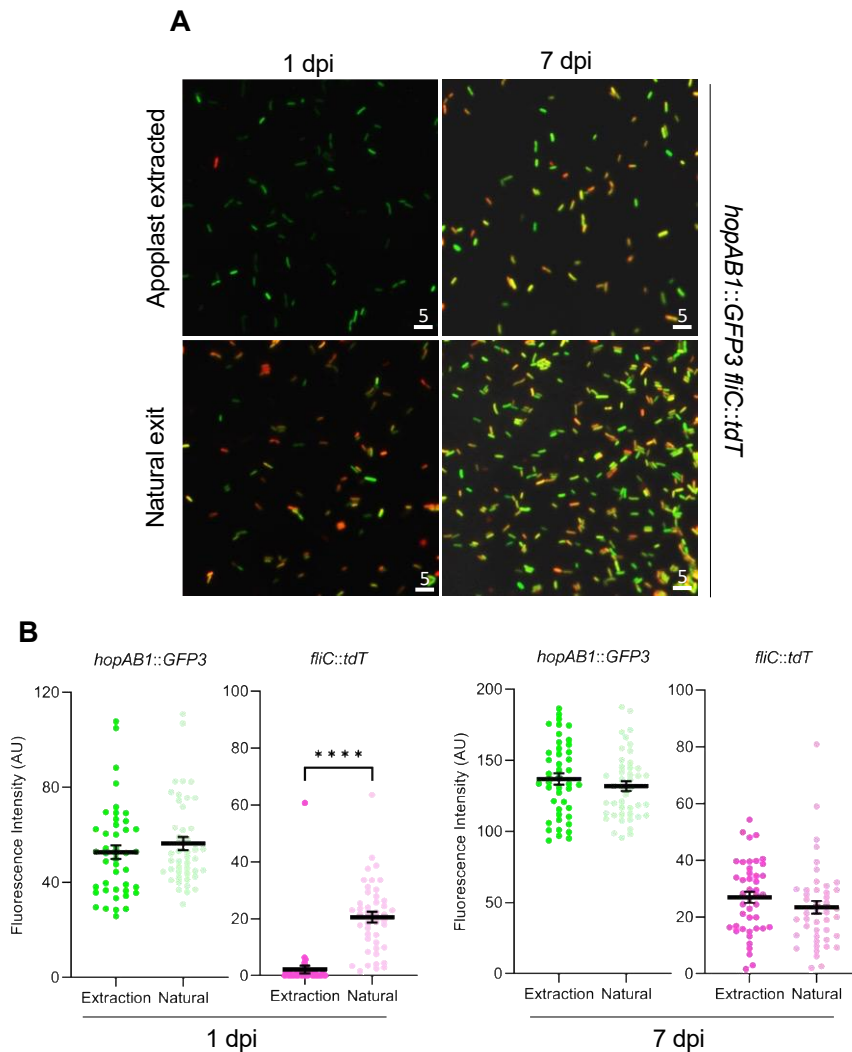 A
1 dpi
7 dpi
Apoplast extracted
5
5
hopAB1::GFP3 fliC::tdT
Natural exit
5
5
B
hopAB1::GFP3
fliC::tdT
hopAB1::GFP3
fliC::tdT
Fluorescence Intensity (AU)
120
80
40
0
Extraction
Natural
100
80
60
40
20
0
****
Extraction
Natural
1 dpi
Fluorescence Intensity (AU)
200
150
100
50
0
Extraction
Natural
100
80
60
40
20
0
Extraction
Natural
7 dpi